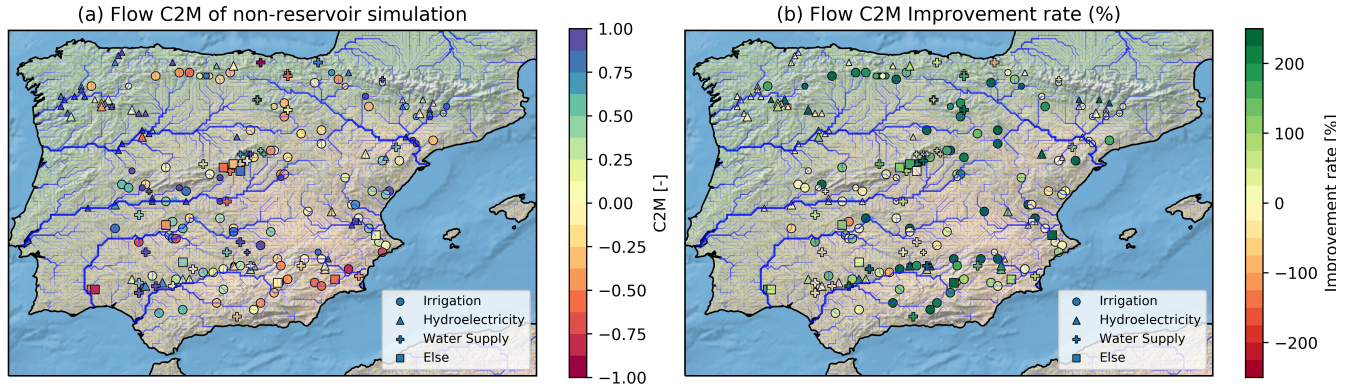 (a) Flow C2M of non-reservoir simulation
(b) Flow C2M Improvement rate (%)
1.00
0.75
0.50
0.25
0.00
−0.25
−0.50
−0.75
−1.00
C2M [-]
200
100
0
−100
−200
Improvement rate [%]
Irrigation
Hydroelectricity
Water Supply
Else
Irrigation
Hydroelectricity
Water Supply
Else